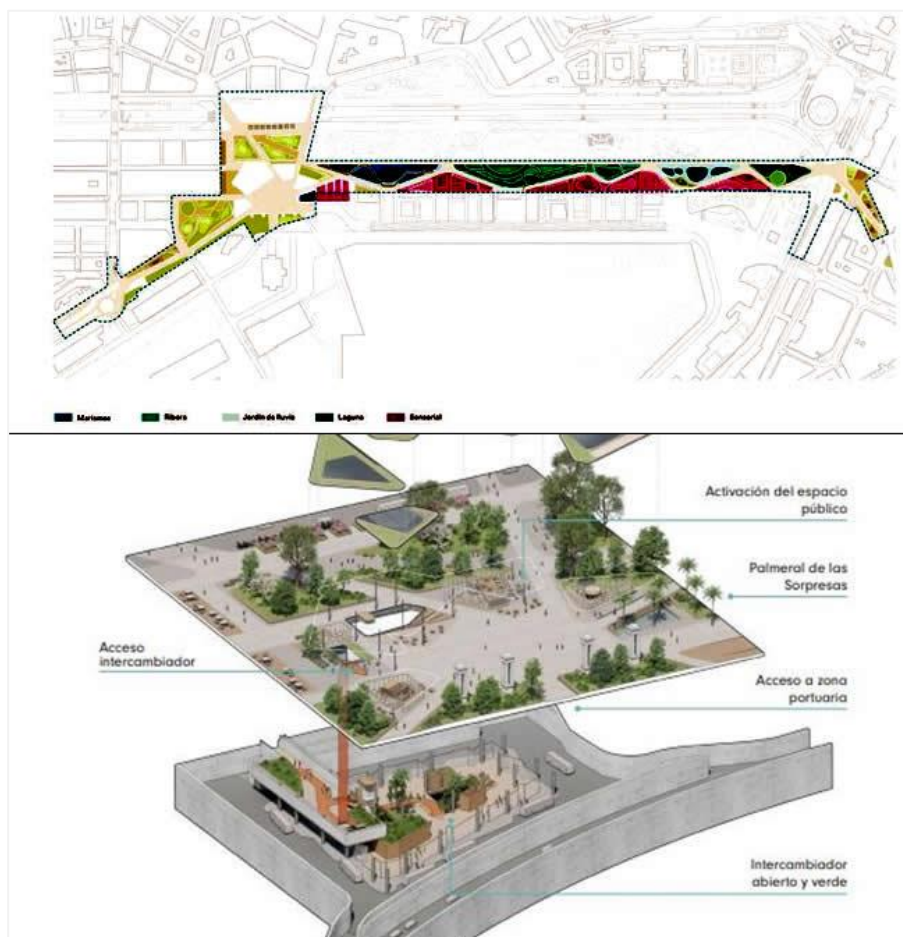 Marismas
Ribera
Jardín de lluvia
Laguna
Sensorial
Activación del espacio
público
Palmeral de las
Sorpresas
Acceso
intercambiador
Acceso a zona
portuaria
Intercambiador
abierto y verde